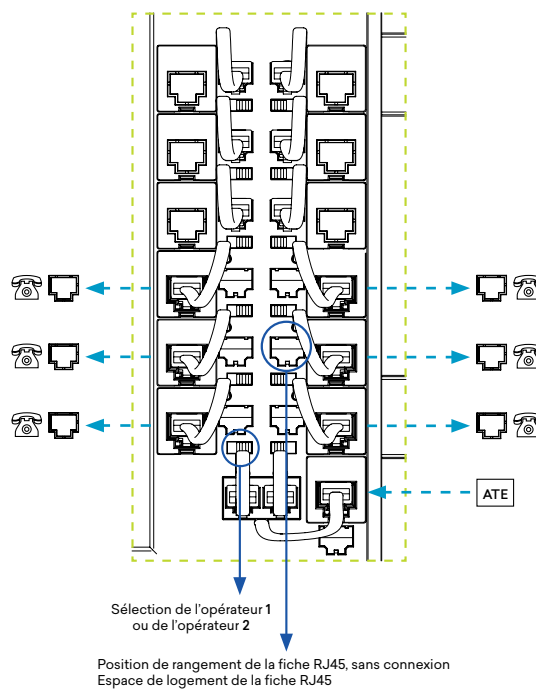 ATE
Sélection de l'opérateur 1
ou de l'opérateur 2
Position de rangement de la fiche RJ45, sans connexion
Espace de logement de la fiche RJ45